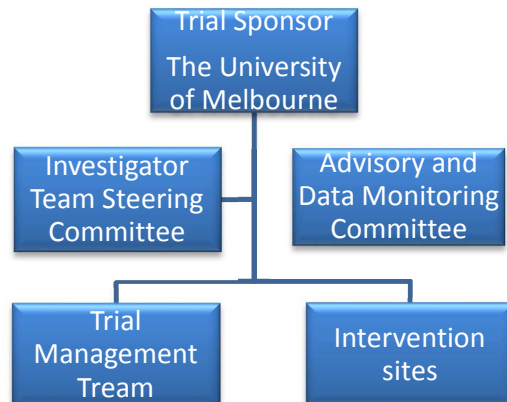 Trial Sponsor
The University
of Melbourne
Investigator
Team Steering
Committee
Advisory and
Data Monitoring
Committee
Trial
Management
Tream
Intervention
sites